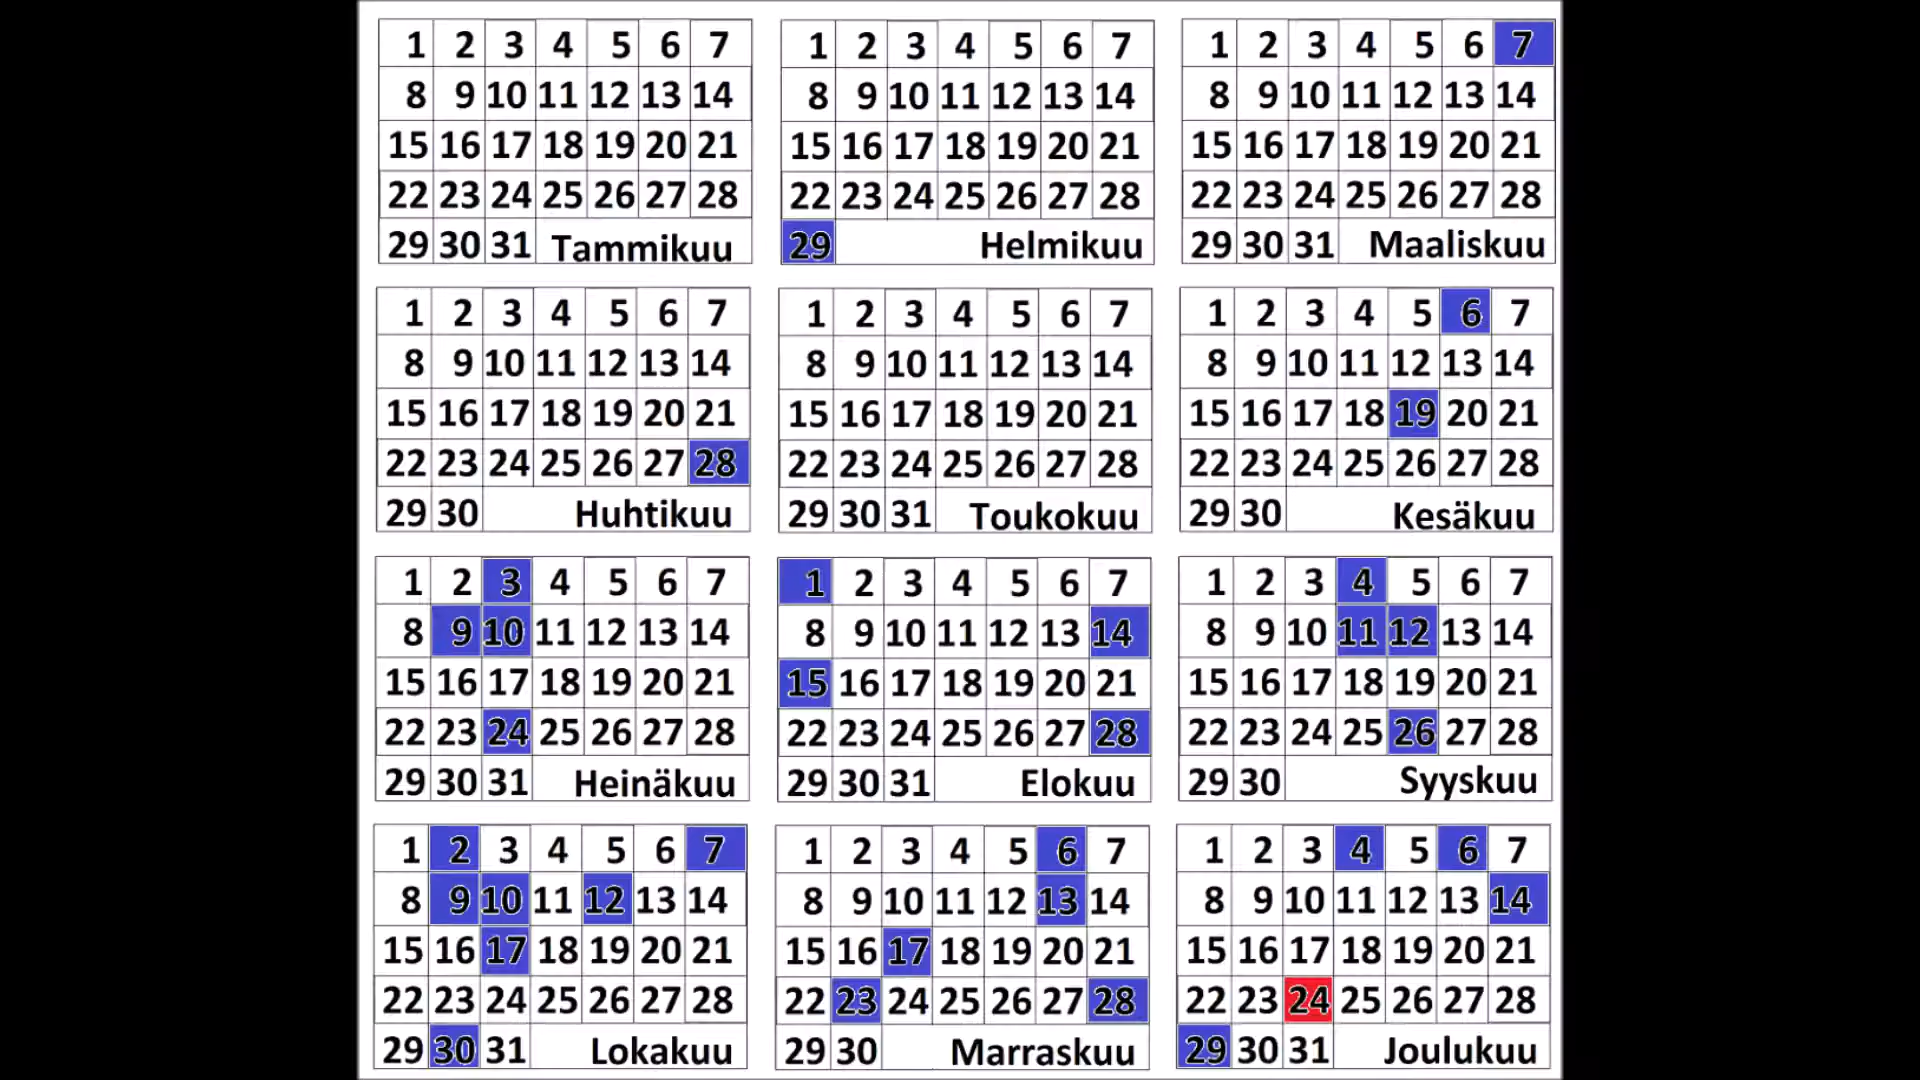 1 2 3 4 5 6 7
8 9 10 11 12 13 14
15 16 17 18 19 20 21
22 23 24 25 26 27 28
29 30 31 Tammikuu
1 2 3 4 5 6 7
8 9 10 11 12 13 14
15 16 17 18 19 20 21
22 23 24 25 26 27 28
29 Helmikuu
1 2 3 4 5 6 7
8 9 10 11 12 13 14
15 16 17 18 19 20 21
22 23 24 25 26 27 28
29 30 31 Maaliskuu
1 2 3 4 5 6 7
8 9 10 11 12 13 14
15 16 17 18 19 20 21
22 23 24 25 26 27 28
29 30 Huhtikuu
1 2 3 4 5 6 7
8 9 10 11 12 13 14
15 16 17 18 19 20 21
22 23 24 25 26 27 28
29 30 31 Toukokuu
1 2 3 4 5 6 7
8 9 10 11 12 13 14
15 16 17 18 19 20 21
22 23 24 25 26 27 28
29 30 Kesäkuu
1 2 3 4 5 6 7
8 9 10 11 12 13 14
15 16 17 18 19 20 21
22 23 24 25 26 27 28
29 30 31 Heinäkuu
1 2 3 4 5 6 7
8 9 10 11 12 13 14
15 16 17 18 19 20 21
22 23 24 25 26 27 28
29 30 31 Elokuu
1 2 3 4 5 6 7
8 9 10 11 12 13 14
15 16 17 18 19 20 21
22 23 24 25 26 27 28
29 30 Syyskuu
1 2 3 4 5 6 7
8 9 10 11 12 13 14
15 16 17 18 19 20 21
22 23 24 25 26 27 28
29 30 31 Lokakuu
1 2 3 4 5 6 7
8 9 10 11 12 13 14
15 16 17 18 19 20 21
22 23 24 25 26 27 28
29 30 Marraskuu
1 2 3 4 5 6 7
8 9 10 11 12 13 14
15 16 17 18 19 20 21
22 23 24 25 26 27 28
29 30 31 Joulukuu